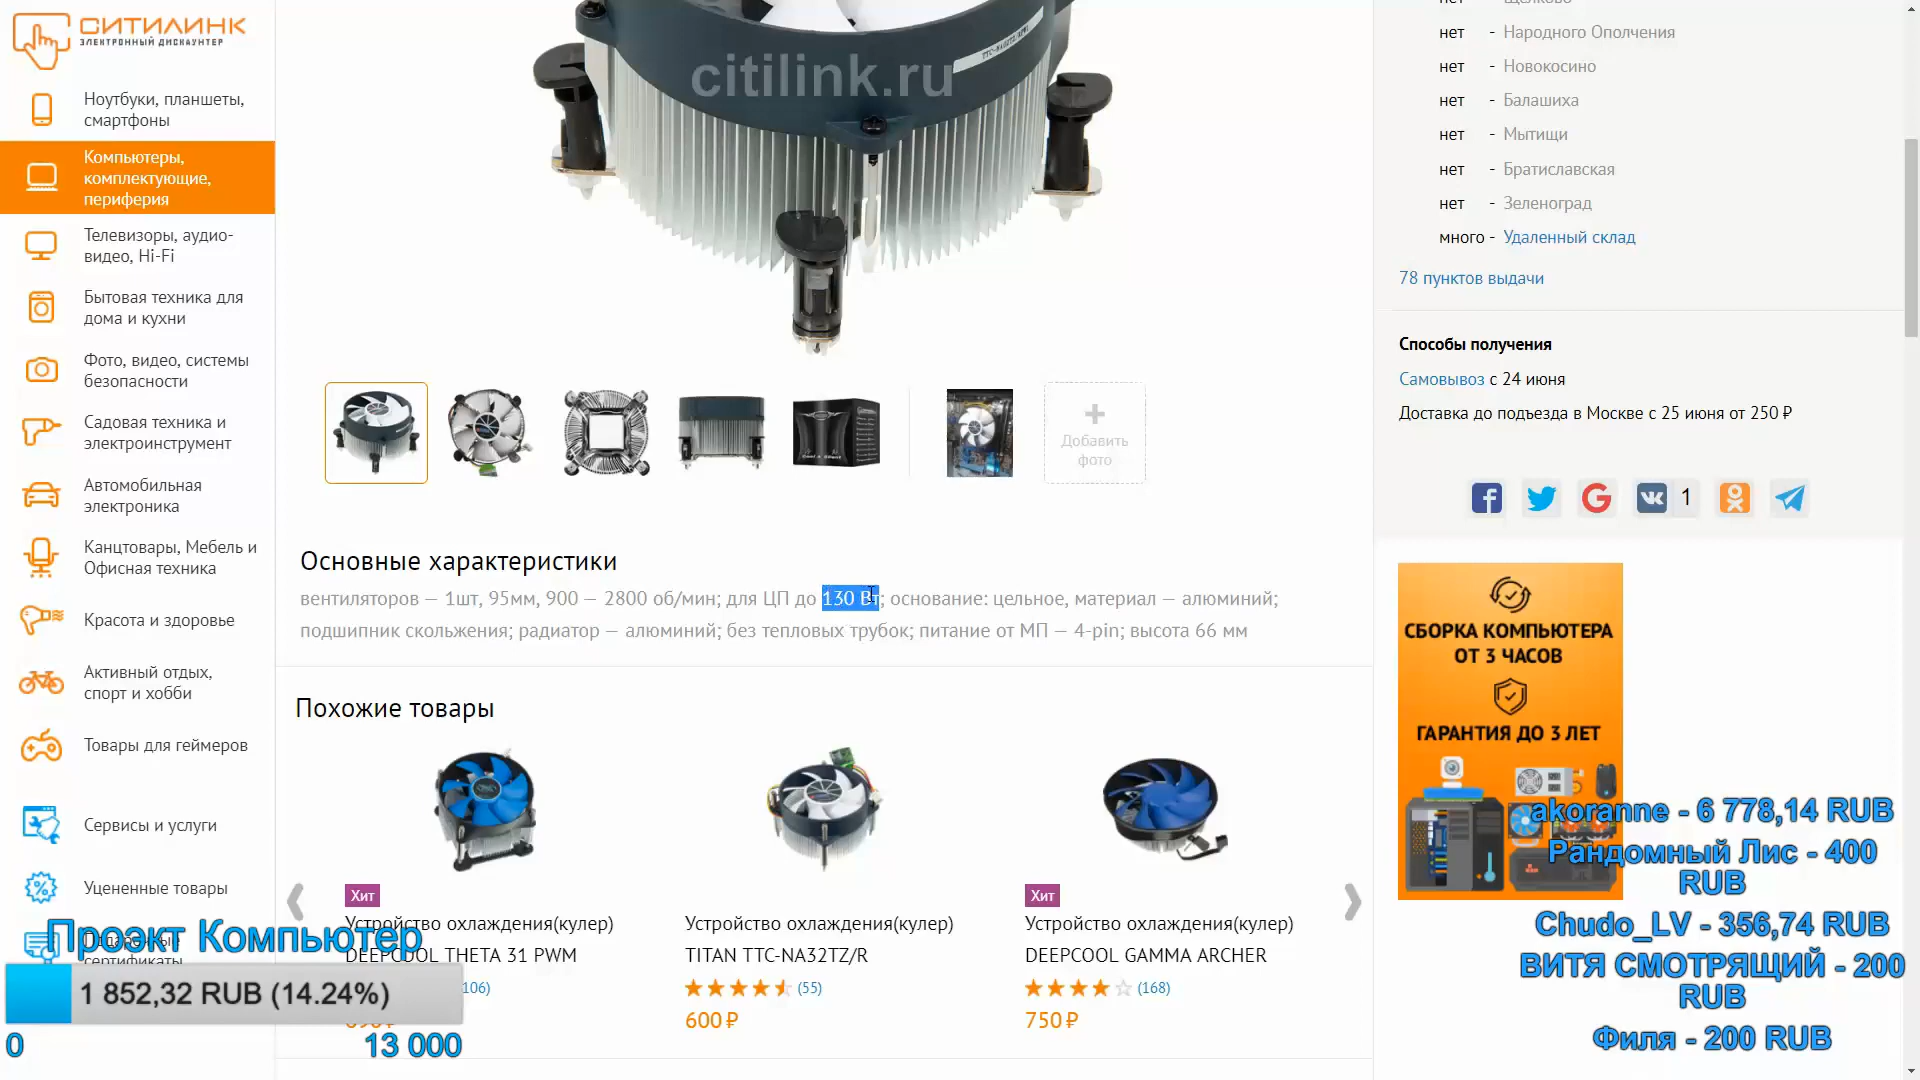 СИТИЛИНК
ЭЛЕКТРОННЫЙ ДИСКАУНТЕР
Ноутбуки, планшеты,
смартфоны
Компьютеры,
комплектующие,
периферия
Телевизоры, аудио-
видео, Hi-Fi
Бытовая техника для
дома и кухни
Фото, видео, системы
безопасности
Садовая техника и
электроинструмент
Автомобильная
электроника
Канцтовары, Мебель и
Офисная техника
Красота и здоровье
Активный отдых,
спорт и хобби
Товары для геймеров
Сервисы и услуги
Уцененные товары
Подарочные
сертификаты
Проэкт Компьютер
1 852,32 RUB (14.24%)
0
13 000
citilink.ru
Добавить
фото
Основные характеристики
вентиляторов — 1шт, 95мм, 900 — 2800 об/мин; для ЦП до 130 Вт; основание: цельное, материал — алюминий;
подшипник скольжения; радиатор — алюминий; без тепловых трубок; питание от МП — 4-pin; высота 66 мм
Похожие товары
Хит
Устройство охлаждения(кулер)
DEEPCOOL THETA 31 PWM
106)
Устройство охлаждения(кулер)
TITAN TTC-NA32TZ/R
(55)
600 ₽
Хит
Устройство охлаждения(кулер)
DEEPCOOL GAMMA ARCHER
(168)
750 ₽
нет - Щелково
нет - Народного Ополчения
нет - Новокосино
нет - Балашиха
нет - Мытищи
нет - Братиславская
нет - Зеленоград
много - Удаленный склад
78 пунктов выдачи
Способы получения
Самовывоз с 24 июня
Доставка до подъезда в Москве с 25 июня от 250 ₽
1
СБОРКА КОМПЬЮТЕРА
ОТ 3 ЧАСОВ
ГАРАНТИЯ ДО 3 ЛЕТ
akoranne - 6 778,14 RUB
Рандомный Лис - 400
RUB
Chudo_LV - 356,74 RUB
ВИТЯ СМОТРЯЩИЙ - 200
RUB
Филя - 200 RUB